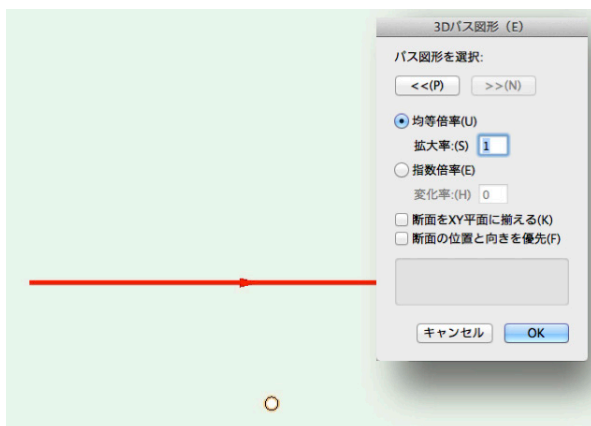 3Dパス図形（E）
パス図形を選択:
<<(P) >>(N)
均等倍率(U)
拡大率:(S) 1
指数倍率(E)
変化率:(H) 0
断面をXY平面に揃える(K)
断面の位置と向きを優先(F)
キャンセル OK